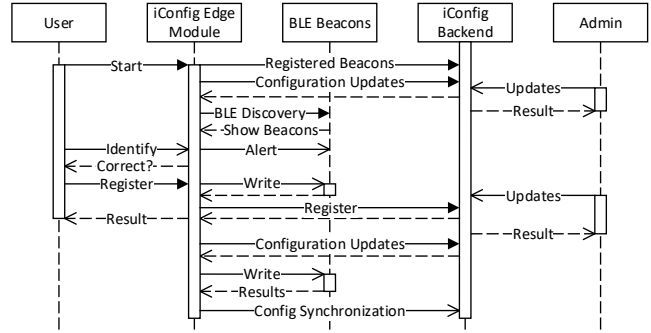 User
iConfig Edge
Module
BLE Beacons
iConfig
Backend
Admin
Start
Registered Beacons
Configuration Updates
Updates
Result
BLE Discovery
Show Beacons
Identify
Alert
Correct?
Register
Write
Updates
Register
Result
Result
Configuration Updates
Write
Results
Config Synchronization